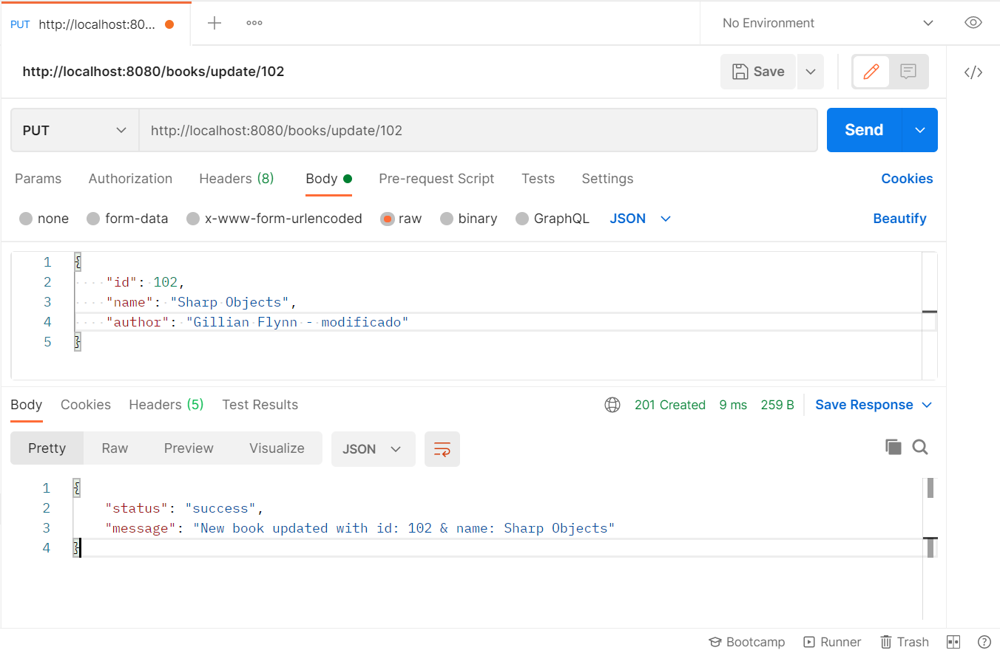 PUT http://localhost:80... No Environment
http://localhost:8080/books/update/102 Save
PUT http://localhost:8080/books/update/102 Send
Params Authorization Headers (8) Body Pre-request Script Tests Settings Cookies
none form-data x-www-form-urlencoded raw binary GraphQL JSON Beautify
1 {
2 "id": 102,
3 "name": "Sharp Objects",
4 "author": "Gillian Flynn - modificado"
5 }
Body Cookies Headers (5) Test Results 201 Created 9 ms 259 B Save Response
Pretty Raw Preview Visualize JSON
1 {
2 "status": "success",
3 "message": "New book updated with id: 102 & name: Sharp Objects"
4 }
Bootcamp Runner Trash